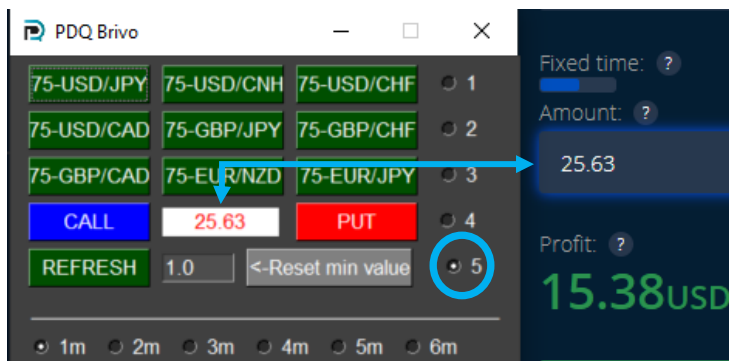 PDQ Brivo
75-USD/JPY 75-USD/CNH 75-USD/CHF 1
75-USD/CAD 75-GBP/JPY 75-GBP/CHF 2
75-GBP/CAD 75-EUR/NZD 75-EUR/JPY 3
CALL 25.63 PUT 4
REFRESH 1.0 <-Reset min value 5
1m 2m 3m 4m 5m 6m
Fixed time: ?
Amount: ?
25.63
Profit: ?
15.38USD